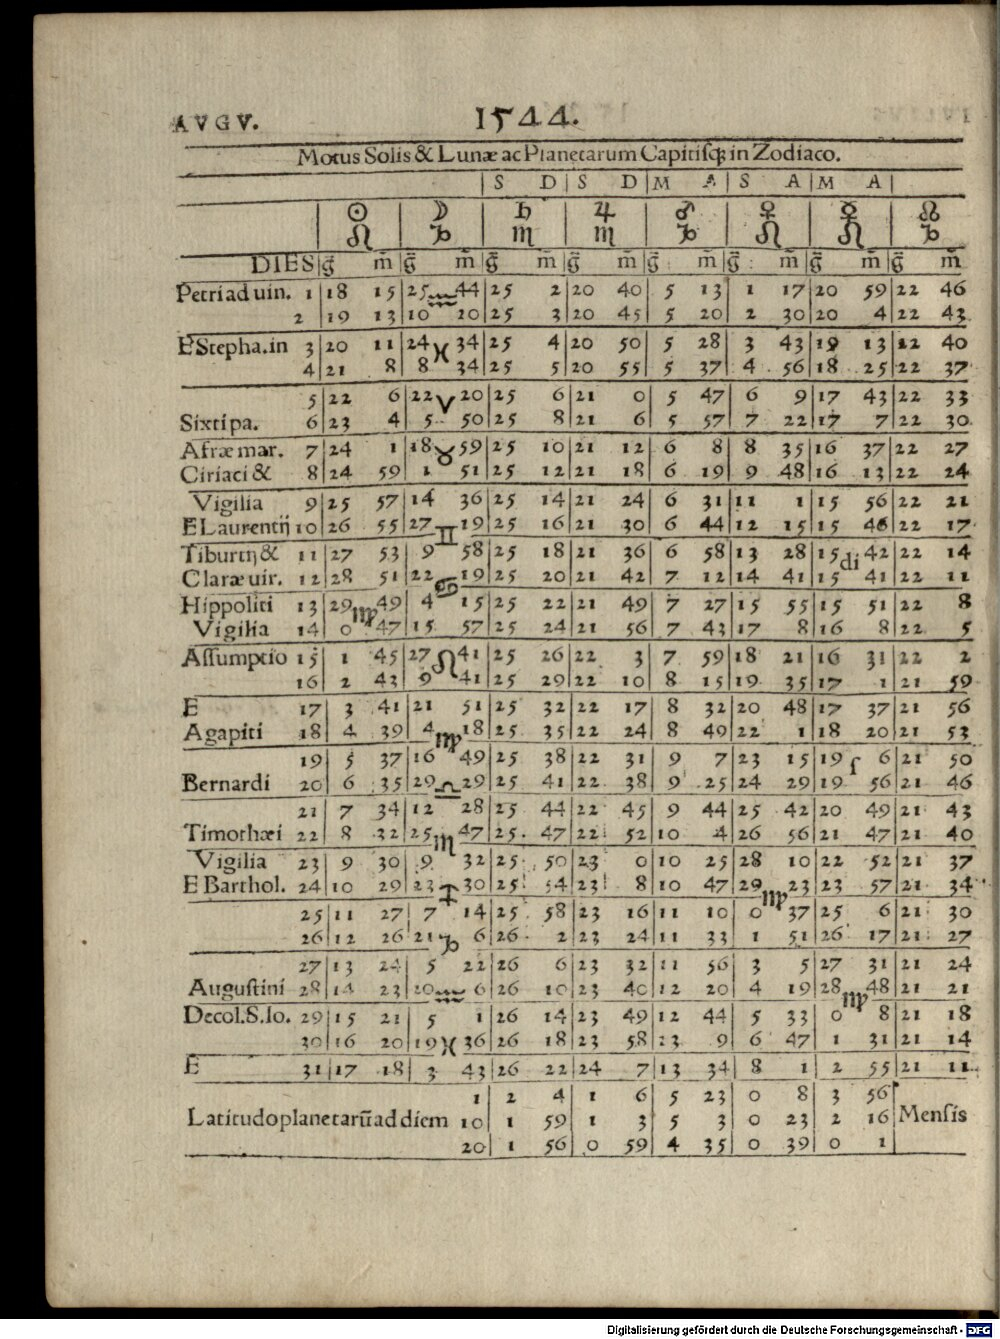 AVGV. 1544.
Motus Solis & Lunæ ac Planetarum Capitisq; in Zodiaco.
S D | S D | M A | S A | M A |
☉ | ☽ | ♄ | ♃ | ♂ | ♀ | ☿ | ☊
♌ | ♑ | ♏ | ♏ | ♑ | ♌ | ♌ | ♑
DIES | g̃ m̃ | g̃ m̃ | g̃ m̃ | g̃ m̃ | g̃ m̃ | g̃ m̃ | g̃ m̃ | g̃ m̃
Petri ad uin. 1 | 18 15 | 25 ♒ 44 | 25 2 | 20 40 | 5 13 | 1 17 | 20 59 | 22 46
2 | 19 13 | 10 20 | 25 3 | 20 45 | 5 20 | 2 30 | 20 4 | 22 43
E Stepha. in 3 | 20 11 | 24 ♓ 34 | 25 4 | 20 50 | 5 28 | 3 43 | 19 13 | 22 40
4 | 21 8 | 8 34 | 25 5 | 20 55 | 5 37 | 4 56 | 18 25 | 22 37
5 | 22 6 | 22 ♈ 20 | 25 6 | 21 0 | 5 47 | 6 9 | 17 43 | 22 33
Sixti pa. 6 | 23 4 | 5 50 | 25 8 | 21 6 | 5 57 | 7 22 | 17 7 | 22 30
Afræ mar. 7 | 24 1 | 18 ♉ 59 | 25 10 | 21 12 | 6 8 | 8 35 | 16 37 | 22 27
Ciriaci & 8 | 24 59 | 1 51 | 25 12 | 21 18 | 6 19 | 9 48 | 16 13 | 22 24
Vigilia 9 | 25 57 | 14 36 | 25 14 | 21 24 | 6 31 | 11 1 | 15 56 | 22 21
E Laurentij 10 | 26 55 | 27 ♊ 19 | 25 16 | 21 30 | 6 44 | 12 15 | 15 46 | 22 17
Tiburtij & 11 | 27 53 | 9 58 | 25 18 | 21 36 | 6 58 | 13 28 | 15 di 42 | 22 14
Claræ uir. 12 | 28 51 | 22 ♋ 19 | 25 20 | 21 42 | 7 12 | 14 41 | 15 41 | 22 11
Hippoliti 13 | 29 ♍ 49 | 4 15 | 25 22 | 21 49 | 7 27 | 15 55 | 15 51 | 22 8
Vigilia 14 | 0 47 | 15 57 | 25 24 | 21 56 | 7 43 | 17 8 | 16 8 | 22 5
Assumptio 15 | 1 45 | 27 ♌ 41 | 25 26 | 22 3 | 7 59 | 18 21 | 16 31 | 22 2
16 | 2 43 | 9 41 | 25 29 | 22 10 | 8 15 | 19 35 | 17 1 | 21 59
E 17 | 3 41 | 21 51 | 25 32 | 22 17 | 8 32 | 20 48 | 17 37 | 21 56
Agapiti 18 | 4 39 | 4 ♍ 18 | 25 35 | 22 24 | 8 49 | 22 1 | 18 20 | 21 53
19 | 5 37 | 16 49 | 25 38 | 22 31 | 9 7 | 23 15 | 19 ſ 6 | 21 50
Bernardi 20 | 6 35 | 29 ♎ 29 | 25 41 | 22 38 | 9 25 | 24 29 | 19 56 | 21 46
21 | 7 34 | 12 28 | 25 44 | 22 45 | 9 44 | 25 42 | 20 49 | 21 43
Timothæi 22 | 8 32 | 25 ♏ 47 | 25 47 | 22 52 | 10 4 | 26 56 | 21 47 | 21 40
Vigilia 23 | 9 30 | 9 32 | 25 50 | 23 0 | 10 25 | 28 10 | 22 52 | 21 37
E Barthol. 24 | 10 29 | 23 ♐ 30 | 25 54 | 23 8 | 10 47 | 29 ♍ 23 | 23 57 | 21 34
25 | 11 27 | 7 14 | 25 58 | 23 16 | 11 10 | 0 37 | 25 6 | 21 30
26 | 12 26 | 21 ♑ 6 | 26 2 | 23 24 | 11 33 | 1 51 | 26 17 | 21 27
27 | 13 24 | 5 22 | 26 6 | 23 32 | 11 56 | 3 5 | 27 31 | 21 24
Augustini 28 | 14 23 | 20 ♒ 6 | 26 10 | 23 40 | 12 20 | 4 19 | 28 ♍ 48 | 21 21
Decol. S. Io. 29 | 15 21 | 5 1 | 26 14 | 23 49 | 12 44 | 5 33 | 0 8 | 21 18
30 | 16 20 | 19 ♓ 36 | 26 18 | 23 58 | 13 9 | 6 47 | 1 31 | 21 14
E 31 | 17 18 | 3 43 | 26 22 | 24 7 | 13 34 | 8 1 | 2 55 | 21 11
1 | 2 4 | 1 6 | 5 23 | 0 8 | 3 56
Latitudo planetarũ ad diem 10 | 1 59 | 1 3 | 5 3 | 0 23 | 2 16 | Mensis
20 | 1 56 | 0 59 | 4 35 | 0 39 | 0 1
Digitalisierung gefördert durch die Deutsche Forschungsgemeinschaft - DFG